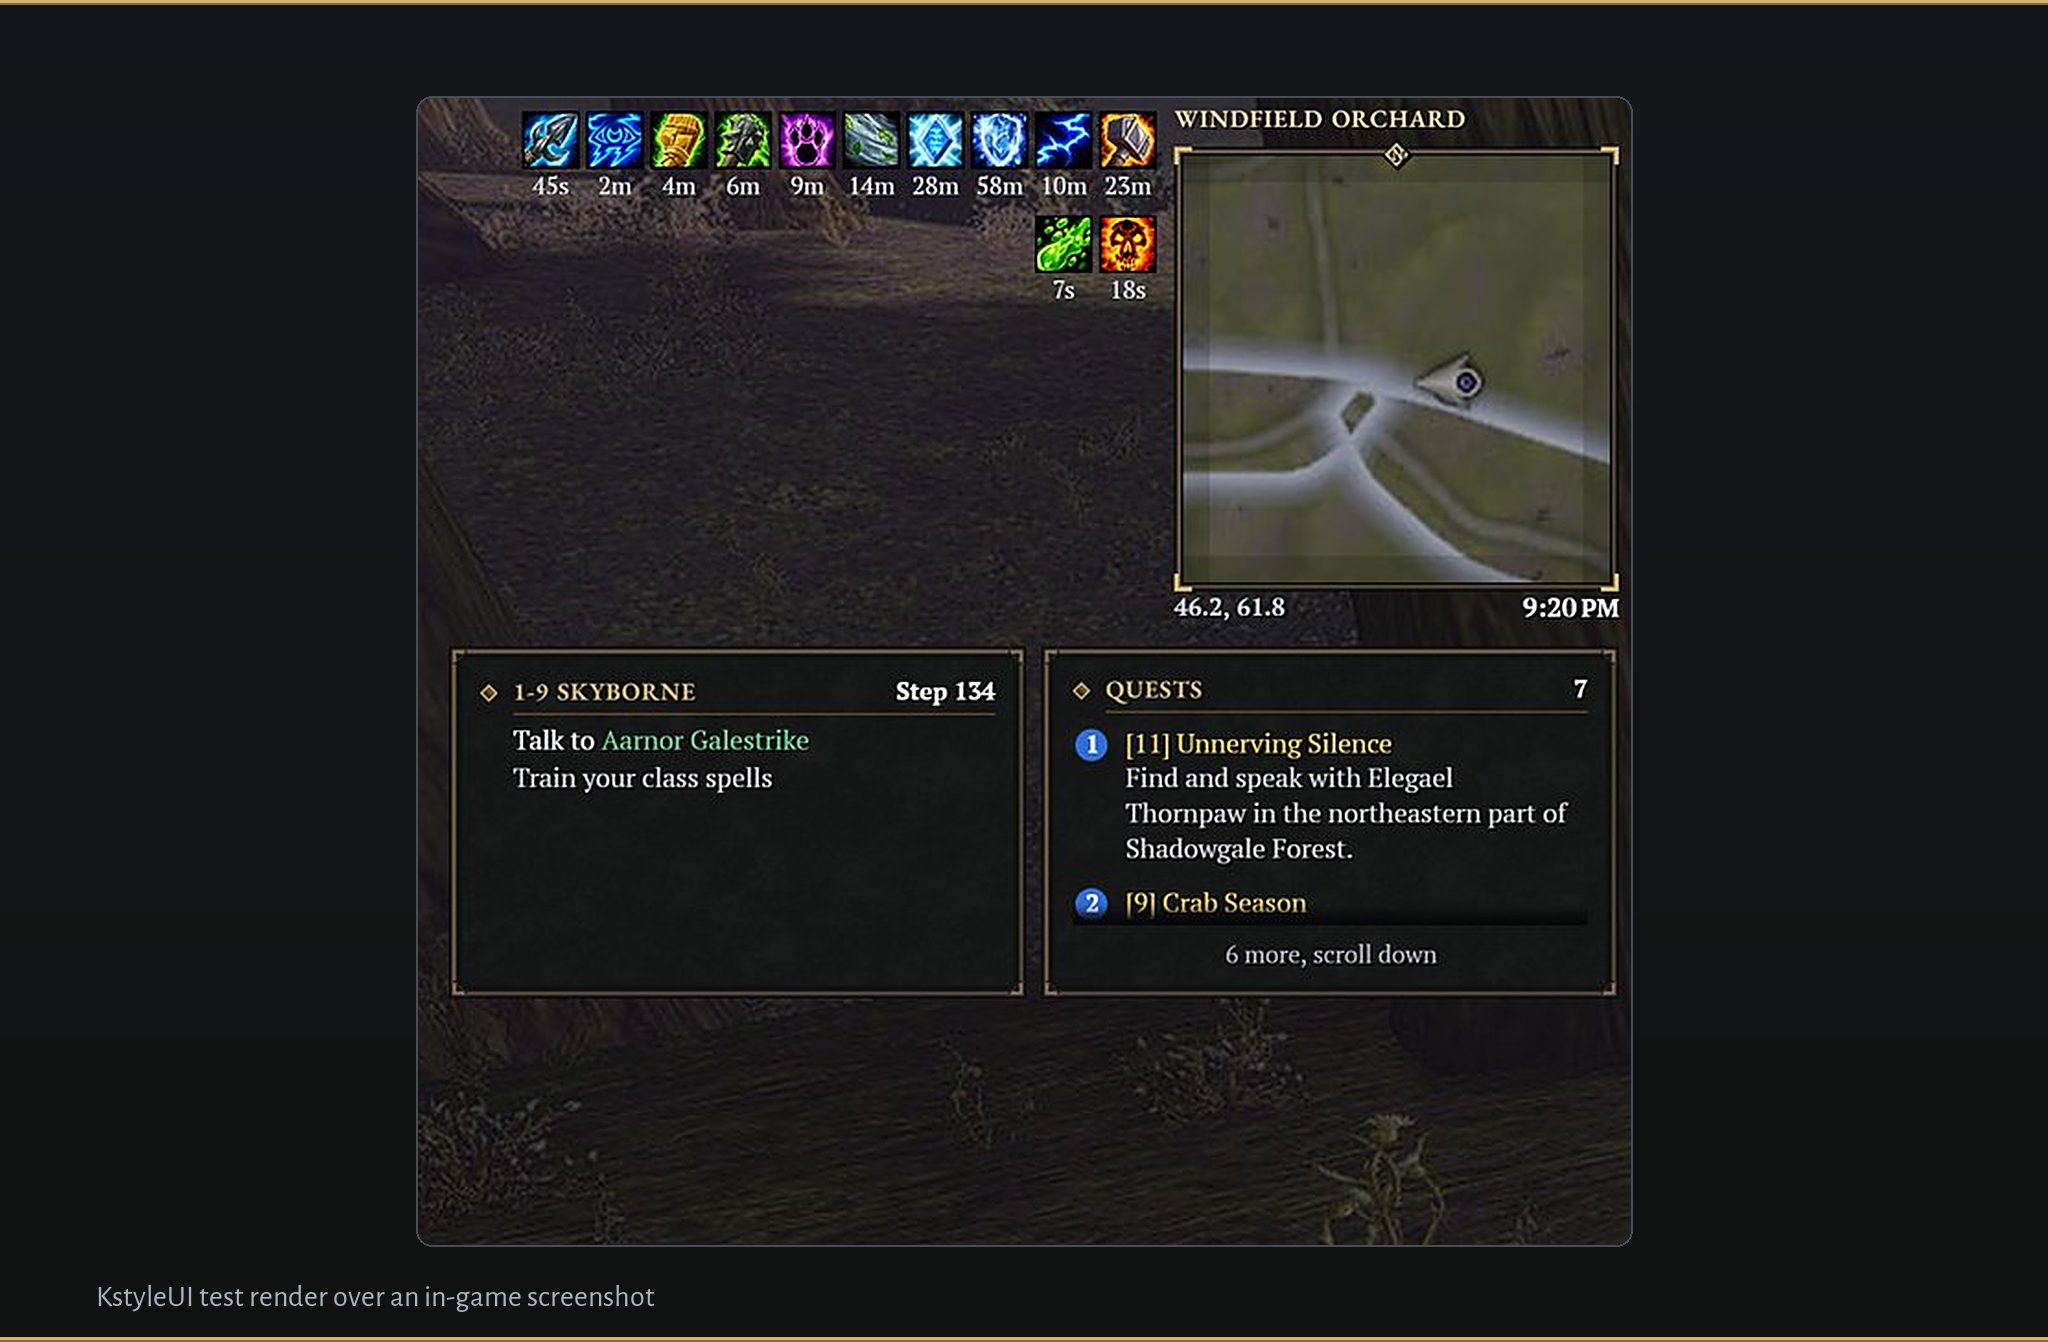 45s 2m 4m 6m 9m 14m 28m 58m 10m 23m
7s 18s
WINDFIELD ORCHARD
46.2, 61.8 9:20 PM
1-9 SKYBORNE Step 134
Talk to Aarnor Galestrike
Train your class spells
QUESTS 7
1 [11] Unnerving Silence
Find and speak with Elegael
Thornpaw in the northeastern part of
Shadowgale Forest.
2 [9] Crab Season
6 more, scroll down
KstyleUI test render over an in-game screenshot